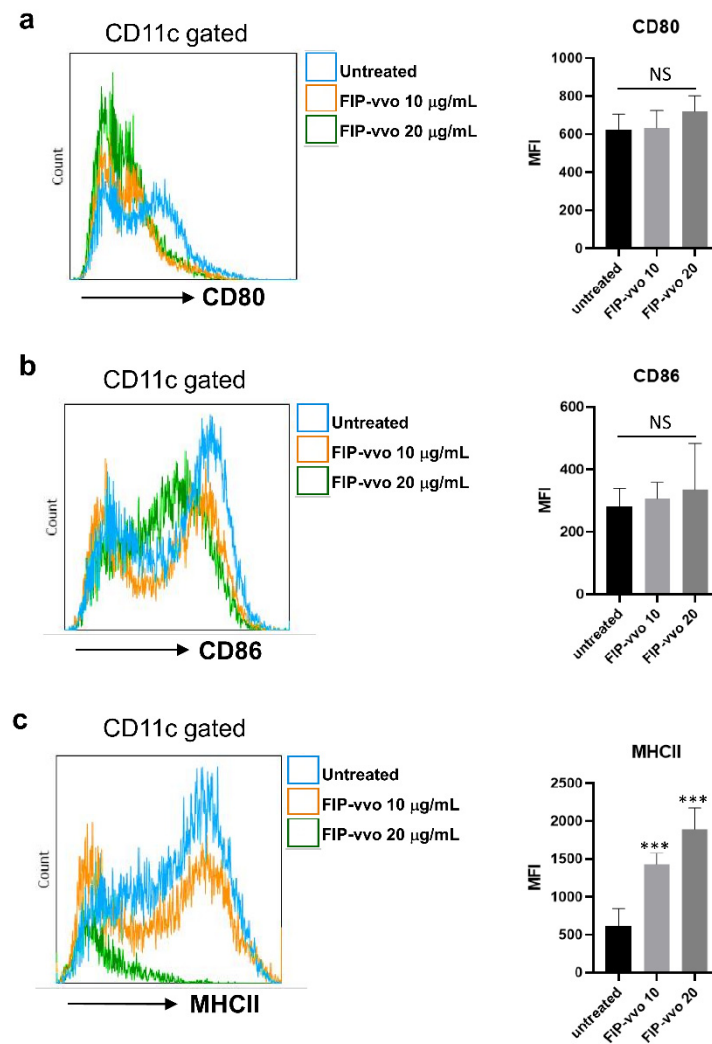 a
CD11c gated
Untreated
FIP-vvo 10 μg/mL
FIP-vvo 20 μg/mL
Count
CD80
CD80
1000
800
600
400
200
0
MFI
NS
untreated
FIP-vvo 10
FIP-vvo 20
b
CD11c gated
Untreated
FIP-vvo 10 μg/mL
FIP-vvo 20 μg/mL
Count
CD86
CD86
600
400
300
200
0
MFI
NS
untreated
FIP-vvo 10
FIP-vvo 20
c
CD11c gated
Untreated
FIP-vvo 10 μg/mL
FIP-vvo 20 μg/mL
Count
MHCII
MHCII
2500
2000
1500
1000
500
0
MFI
***
***
untreated
FIP-vvo 10
FIP-vvo 20